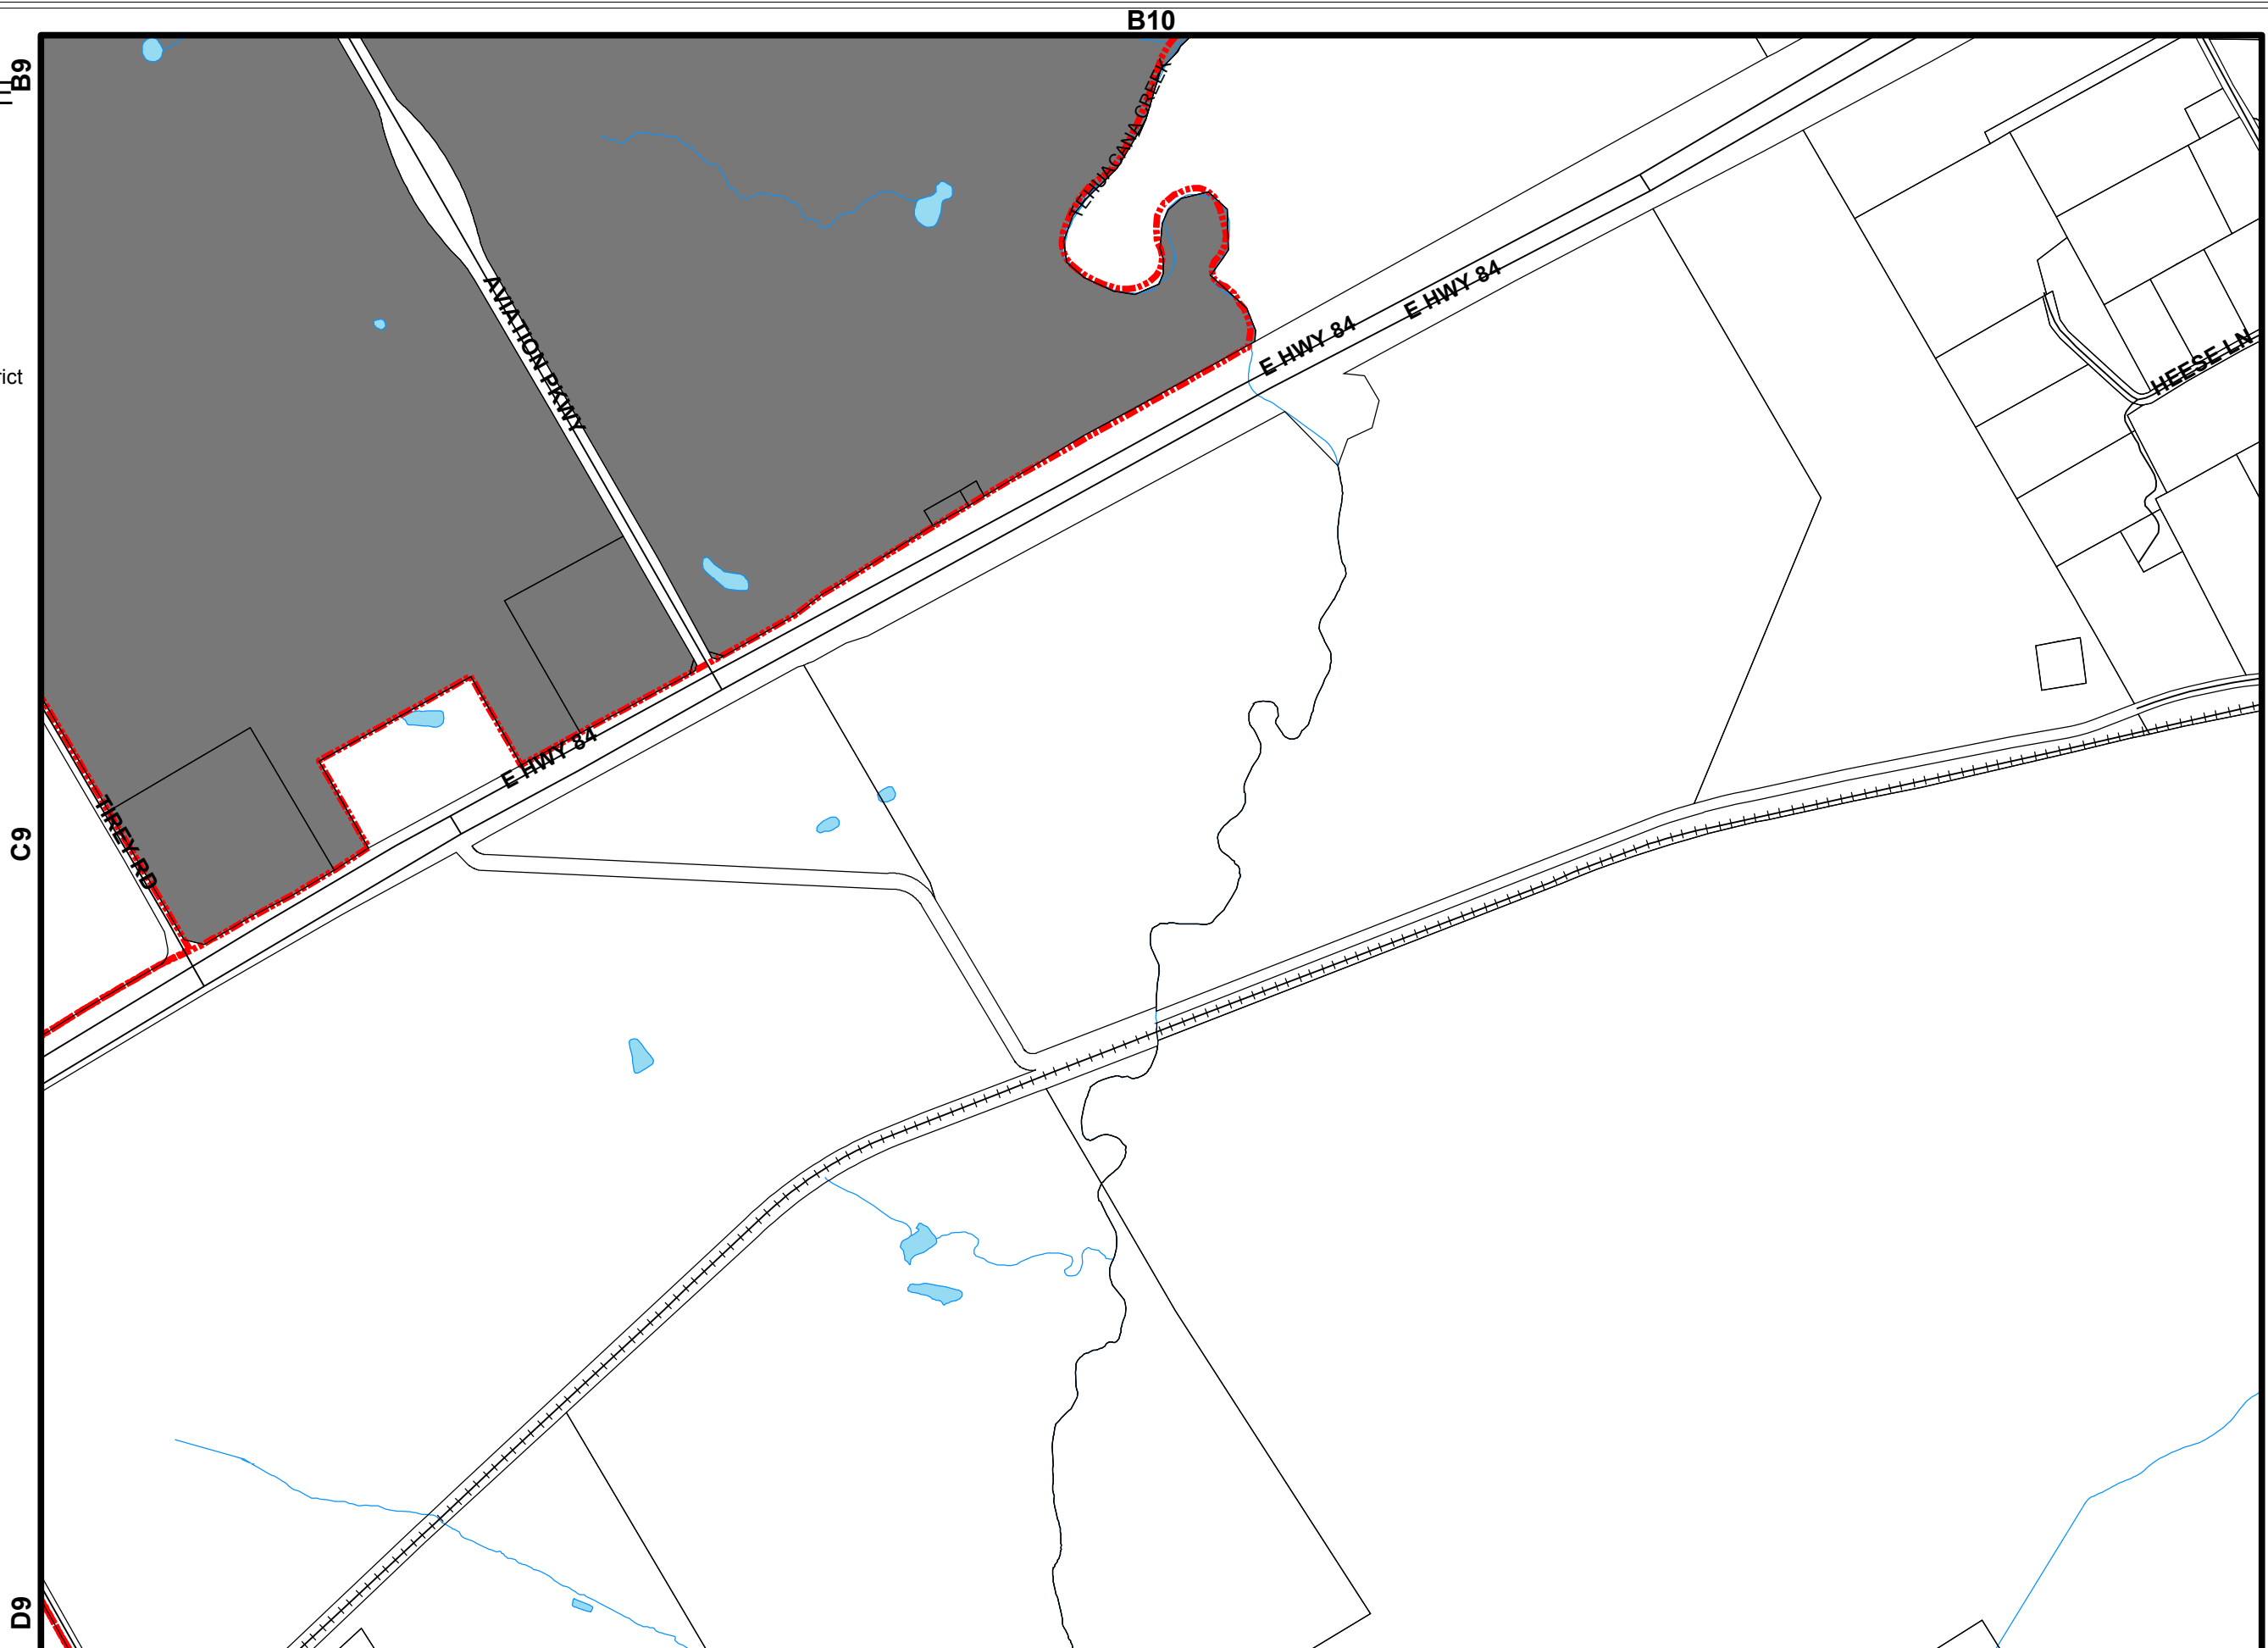 B10
B9
TEHUACANA CREEK
rict
AVIATION PKWY
E HWY 84
E HWY 84
HEESE LN
E HWY 84
TIREY RD
C9
D9